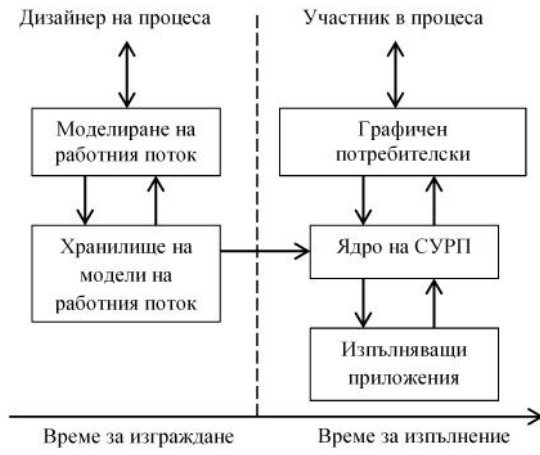 Дизайнер на процеса
Участник в процеса
Моделиране на
работния поток
Графичен
потребителски
Хранилище на
модели на
работния поток
Ядро на СУРП
Изпълняващи
приложения
Време за изграждане
Време за изпълнение